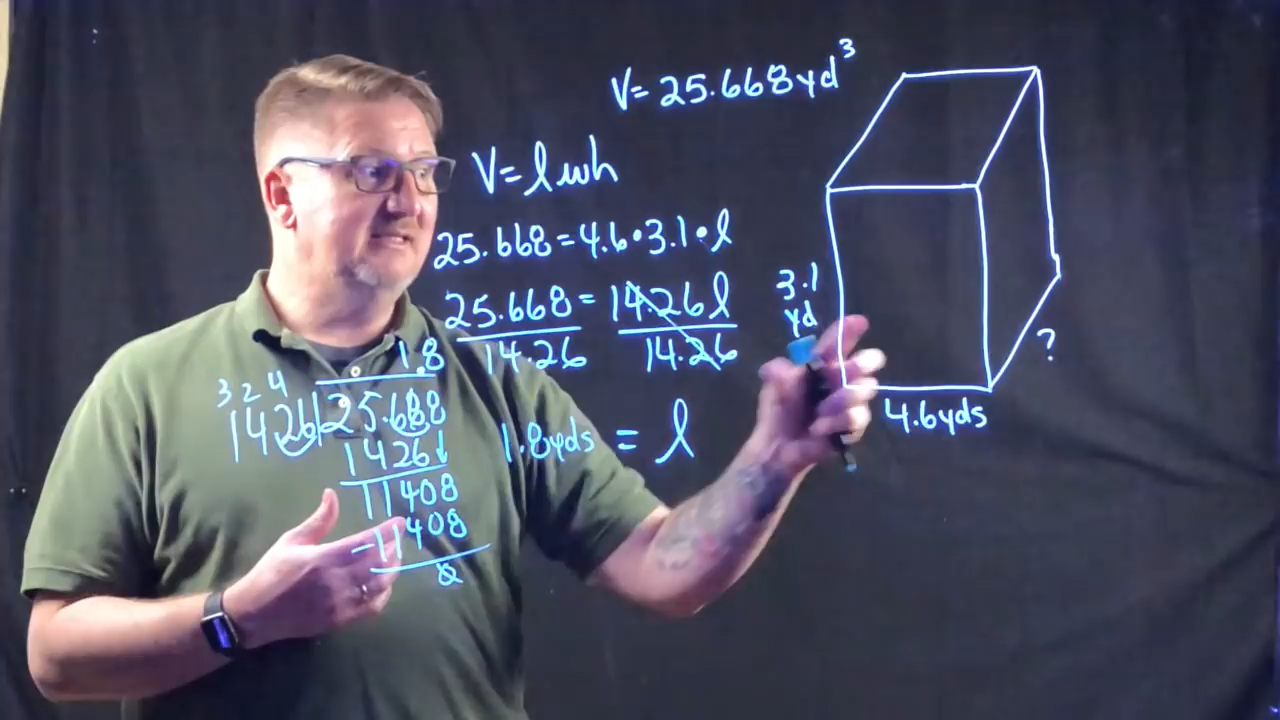 V= 25.668yd³
V= lwh
25.668=4.6•3.1•l
25.668 = 14.26l
14.26 14.26
1.8
3 2 4
1426 25.688
1426↓
11408
-11408
0
1.8yds = l
3.1
yd
?
4.6yds